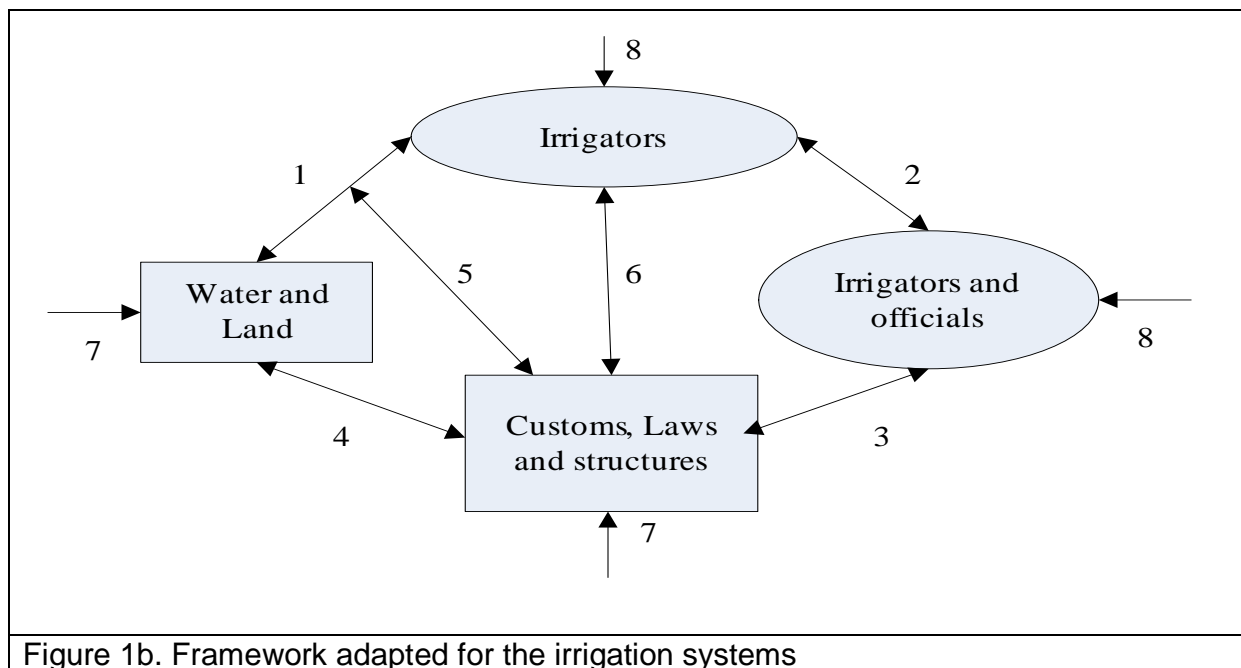 8
Irrigators
1
2
5
6
Water and
Land
Irrigators and
officials
7
8
Customs, Laws
and structures
4
3
7
Figure 1b. Framework adapted for the irrigation systems